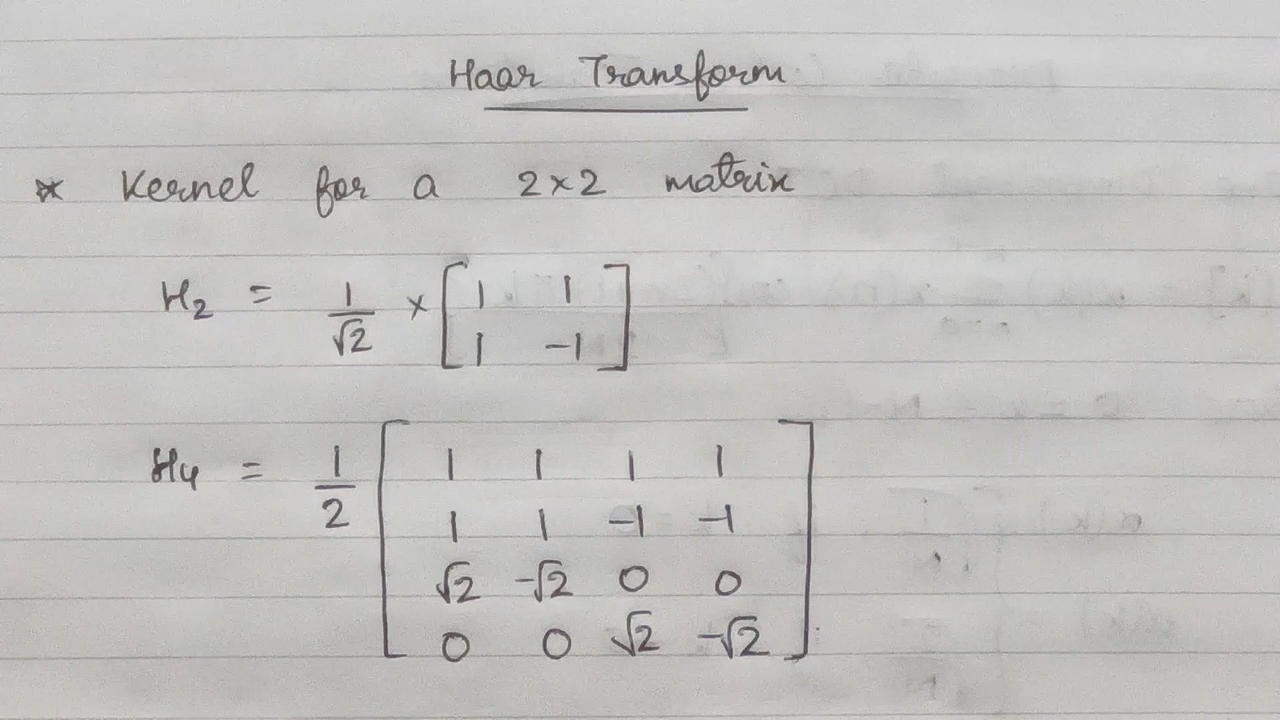 Haar Transform
* Kernel for a 2×2 matrix
H₂ = 1/√2 × [1 1
1 -1]
H₄ = 1/2 [1 1 1 1
1 1 -1 -1
√2 -√2 0 0
0 0 √2 -√2]